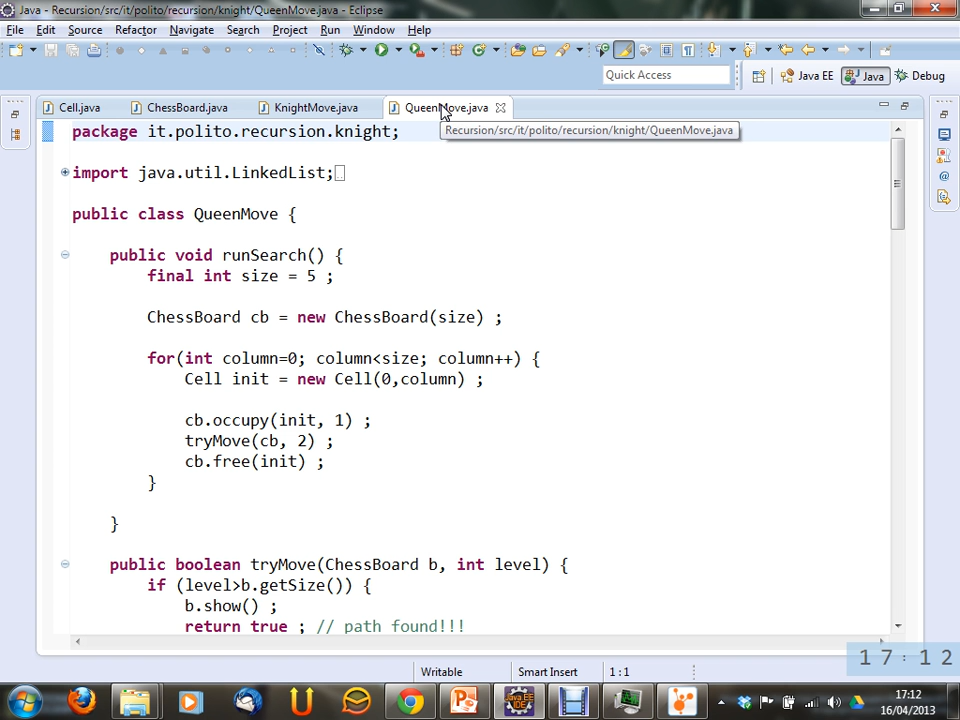 Java - Recursion/src/it/polito/recursion/knight/QueenMove.java - Eclipse
File Edit Source Refactor Navigate Search Project Run Window Help
Quick Access
Java EE Java Debug
Cell.java ChessBoard.java KnightMove.java QueenMove.java
package it.polito.recursion.knight;
Recursion/src/it/polito/recursion/knight/QueenMove.java
import java.util.LinkedList;
public class QueenMove {
public void runSearch() {
final int size = 5 ;
ChessBoard cb = new ChessBoard(size) ;
for(int column=0; column<size; column++) {
Cell init = new Cell(0,column) ;
cb.occupy(init, 1) ;
tryMove(cb, 2) ;
cb.free(init) ;
}
}
public boolean tryMove(ChessBoard b, int level) {
if (level>b.getSize()) {
b.show() ;
return true ; // path found!!!
17:12
Writable Smart Insert 1 : 1
17:12
16/04/2013